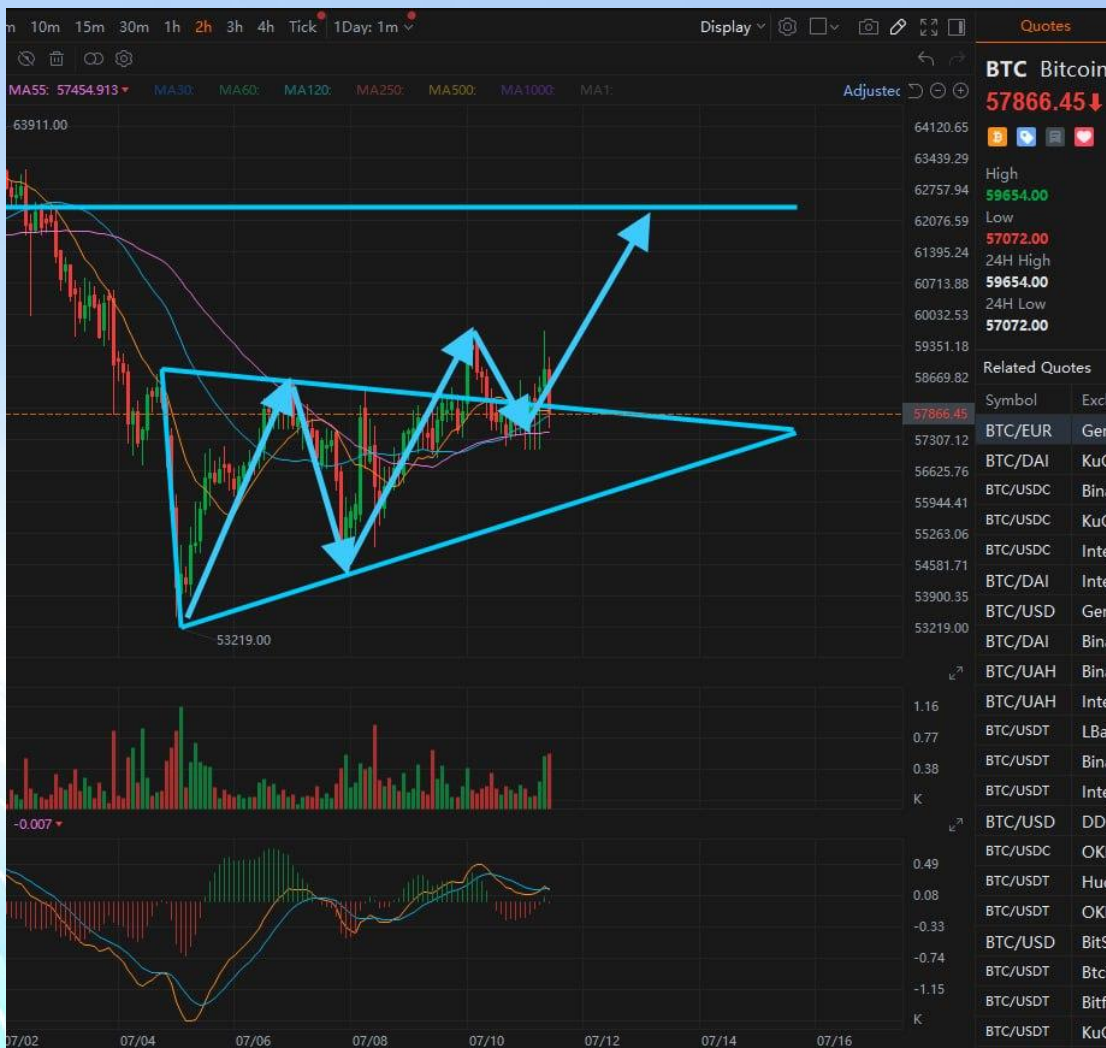 10m 15m 30m 1h 2h 3h 4h Tick 1Day: 1m Display Quotes
BTC Bitcoin
MA55: 57454.913 MA30: MA60: MA120: MA250: MA500: MA1000: MA1: Adjusted
57866.45
63911.00
64120.65
63439.29
62757.94
62076.59
61395.24
60713.88
60032.53
59351.18
58669.82
57866.45
57307.12
56625.76
55944.41
55263.06
54581.71
53900.35
53219.00
53219.00
1.16
0.77
0.38
K
-0.007
0.49
0.08
-0.33
-0.74
-1.15
K
07/02 07/04 07/06 07/08 07/10 07/12 07/14 07/16
High
59654.00
Low
57072.00
24H High
59654.00
24H Low
57072.00
Related Quotes
Symbol
BTC/EUR
BTC/DAI
BTC/USDC
BTC/USDC
BTC/USDC
BTC/DAI
BTC/USD
BTC/DAI
BTC/UAH
BTC/UAH
BTC/USDT
BTC/USDT
BTC/USDT
BTC/USD
BTC/USDC
BTC/USDT
BTC/USDT
BTC/USD
BTC/USDT
BTC/USDT
BTC/USDT